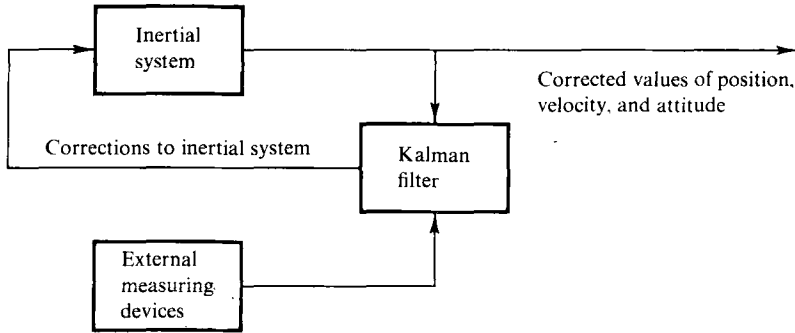 Inertial
system
Corrected values of position,
velocity, and attitude
Corrections to inertial system
Kalman
filter
External
measuring
devices